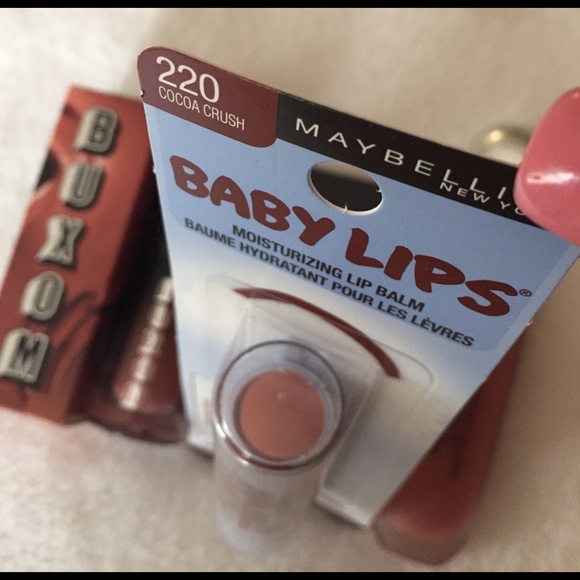 220
COCOA CRUSH
MAYBELLI
NEW YO
BABY LIPS®
MOISTURIZING LIP BALM
BAUME HYDRATANT POUR LES LÈVRES
BUXOM